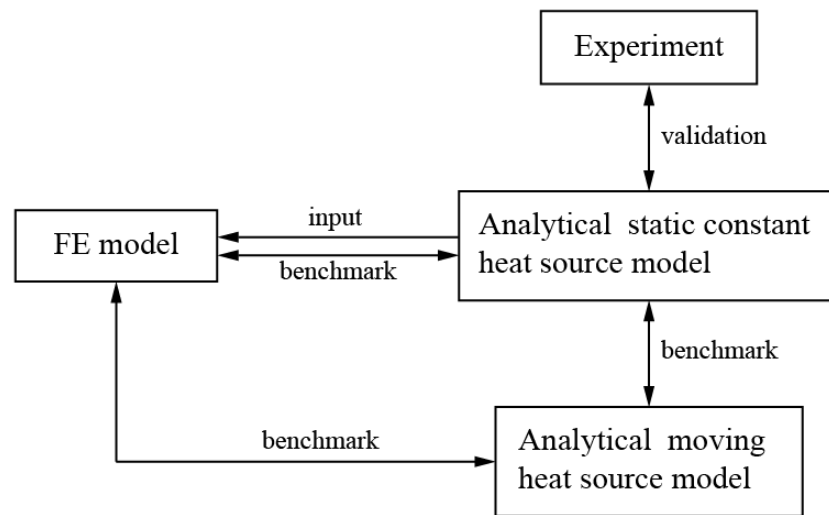 Experiment
validation
input
Analytical static constant
heat source model
FE model
benchmark
benchmark
benchmark
Analytical moving
heat source model